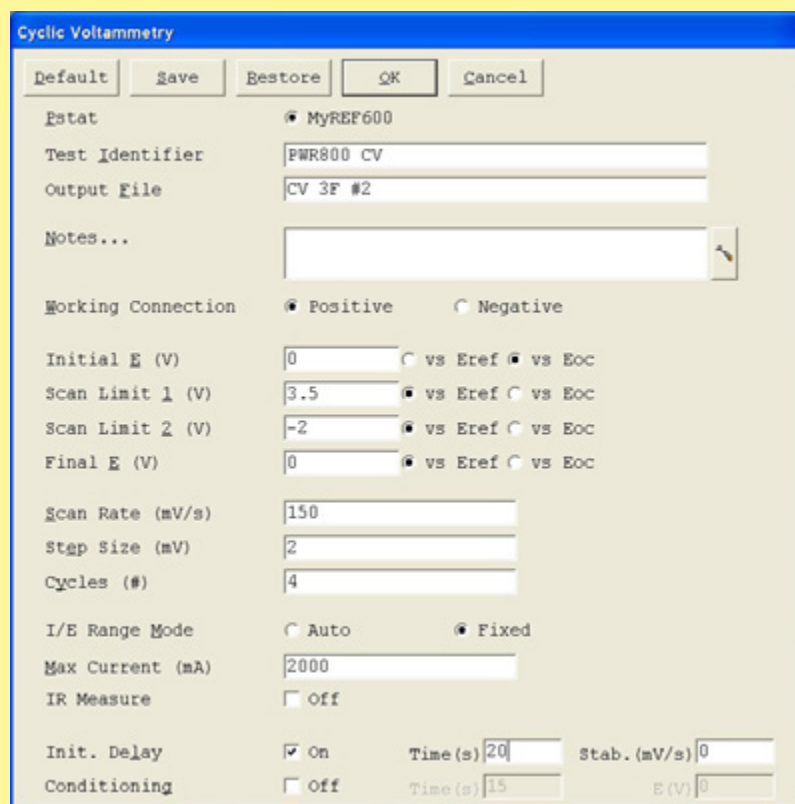 Cyclic Voltammetry
Default Save Restore OK Cancel
Pstat MyREF600
Test Identifier PWR800 CV
Output File CV 3F #2
Notes...
Working Connection Positive Negative
Initial E (V) 0 vs Eref vs Eoc
Scan Limit 1 (V) 3.5 vs Eref vs Eoc
Scan Limit 2 (V) -2 vs Eref vs Eoc
Final E (V) 0 vs Eref vs Eoc
Scan Rate (mV/s) 150
Step Size (mV) 2
Cycles (#) 4
I/E Range Mode Auto Fixed
Max Current (mA) 2000
IR Measure Off
Init. Delay On Time(s) 20 Stab.(mV/s) 0
Conditioning Off Time(s) 15 E(V) 0